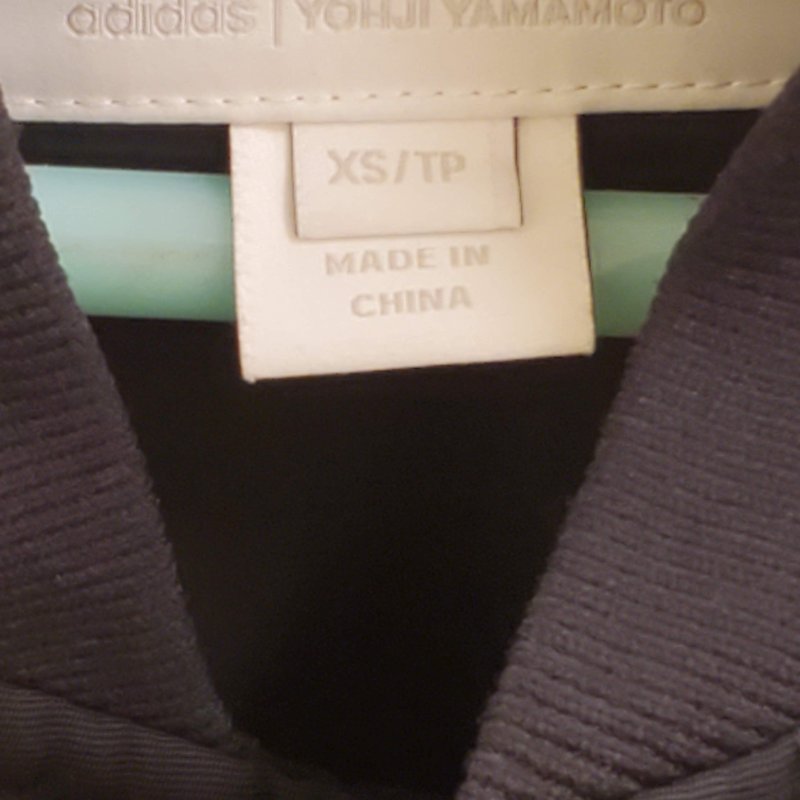 adidas | YOHJI YAMAMOTO
XS/TP
MADE IN
CHINA